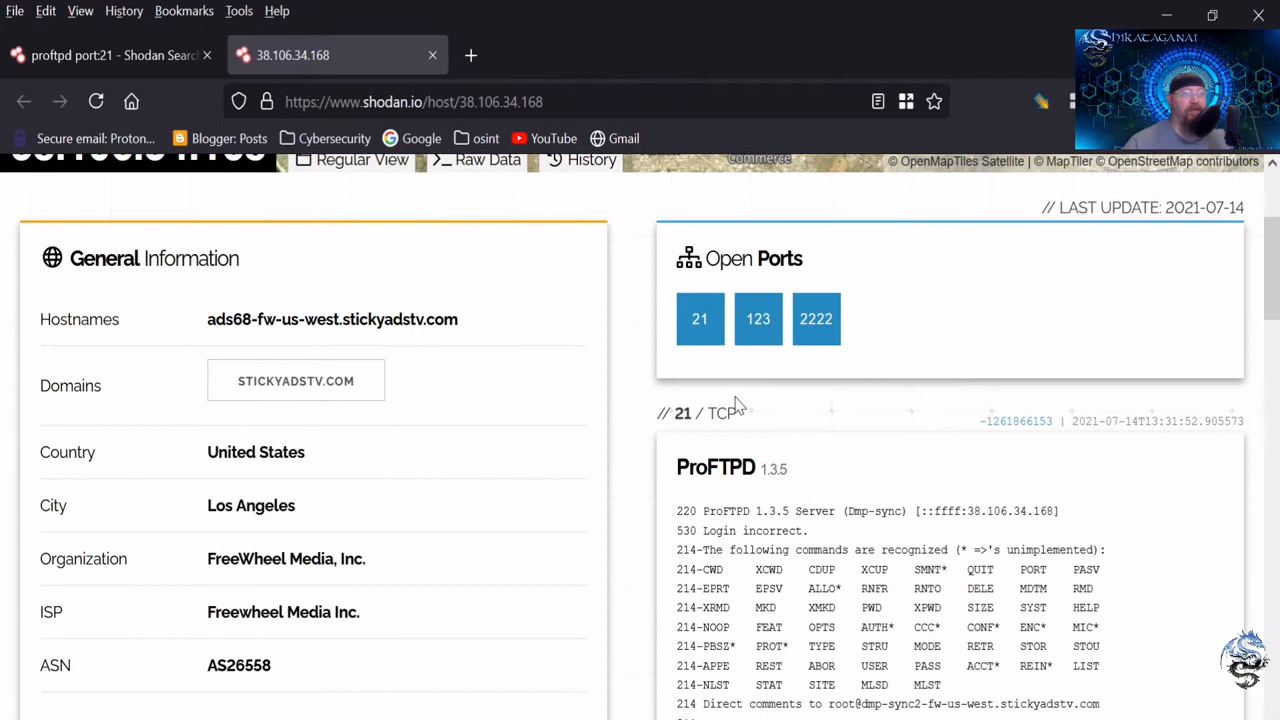 File Edit View History Bookmarks Tools Help
proftpd port:21 - Shodan Searc
38.106.34.168
SHIKATAGANAI
https://www.shodan.io/host/38.106.34.168
Secure email: Proton... Blogger: Posts Cybersecurity Google osint YouTube Gmail
Regular View Raw Data History
Commerce
© OpenMapTiles Satellite | © MapTiler © OpenStreetMap contributors
// LAST UPDATE: 2021-07-14
General Information
Hostnames ads68-fw-us-west.stickyadstv.com
Domains STICKYADSTV.COM
Country United States
City Los Angeles
Organization FreeWheel Media, Inc.
ISP Freewheel Media Inc.
ASN AS26558
Open Ports
21 123 2222
// 21 / TCP
-1261866153 | 2021-07-14T13:31:52.905573
ProFTPD 1.3.5
220 ProFTPD 1.3.5 Server (Dmp-sync) [::ffff:38.106.34.168]
530 Login incorrect.
214-The following commands are recognized (* =>'s unimplemented):
214-CWD XCWD CDUP XCUP SMNT* QUIT PORT PASV
214-EPRT EPSV ALLO* RNFR RNTO DELE MDTM RMD
214-XRMD MKD XMKD PWD XPWD SIZE SYST HELP
214-NOOP FEAT OPTS AUTH* CCC* CONF* ENC* MIC*
214-PBSZ* PROT* TYPE STRU MODE RETR STOR STOU
214-APPE REST ABOR USER PASS ACCT* REIN* LIST
214-NLST STAT SITE MLSD MLST
214 Direct comments to root@dmp-sync2-fw-us-west.stickyadstv.com